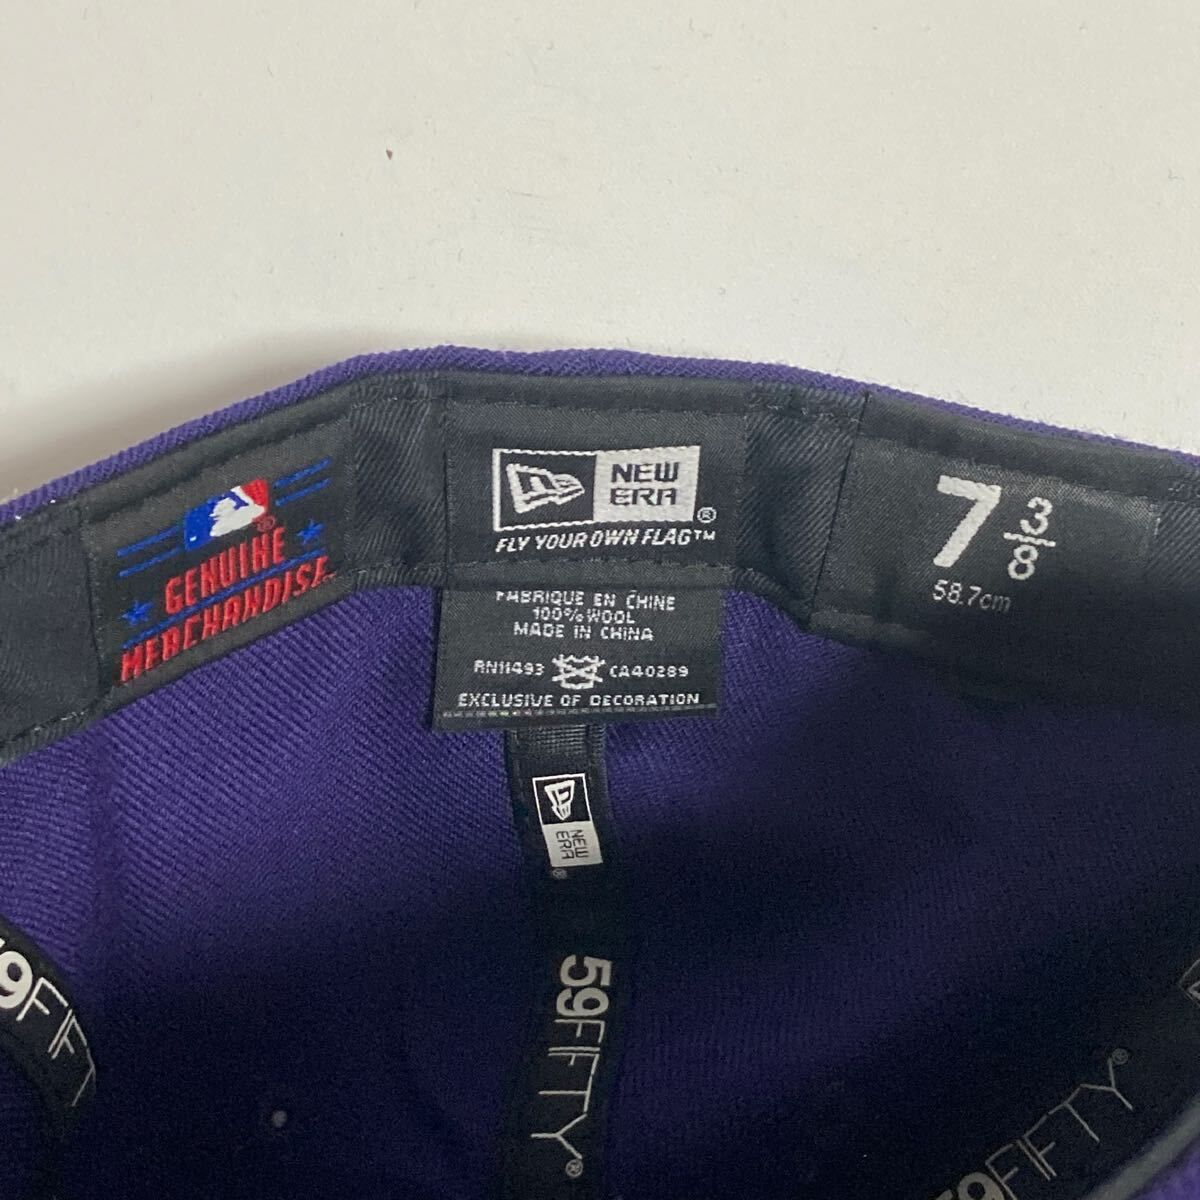 GENUINE
MERCHANDISE
NEW
ERA®
FLY YOUR OWN FLAG™
7 3/8
58.7cm
FABRIQUE EN CHINE
100% WOOL
MADE IN CHINA
RN11493 CA40289
EXCLUSIVE OF DECORATION
NEW
ERA®
59FIFTY®
9FIFTY
59FIFTY®